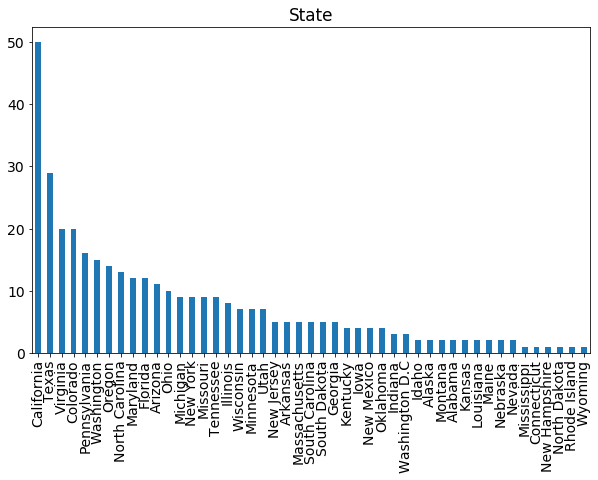 State
50
40
30
20
10
0
California
Texas
Virginia
Colorado
Pennsylvania
Washington
Oregon
North Carolina
Maryland
Florida
Arizona
Ohio
Michigan
New York
Missouri
Tennessee
Illinois
Wisconsin
Minnesota
Utah
New Jersey
Arkansas
Massachusetts
South Carolina
South Dakota
Georgia
Kentucky
Iowa
New Mexico
Oklahoma
Indiana
Washington D.C
Idaho
Alaska
Montana
Alabama
Kansas
Louisiana
Maine
Nebraska
Nevada
Mississippi
Connecticut
New Hampshire
North Dakota
Rhode Island
Wyoming